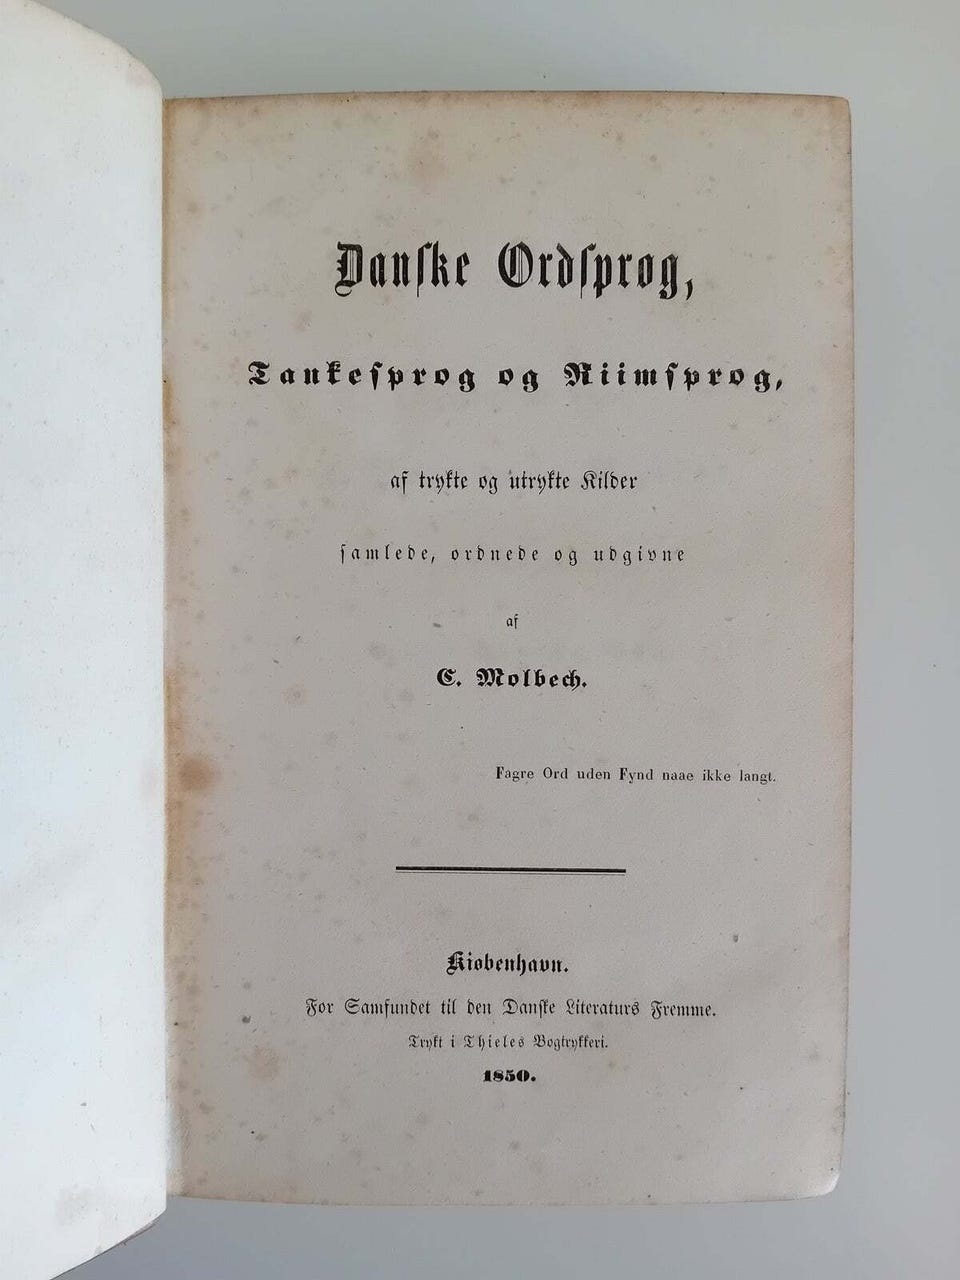 Danske Ordsprog,
Tankesprog og Riimsprog,
af trykte og utrykte Kilder
samlede, ordnede og udgivne
af
C. Molbech.
Fagre Ord uden Fynd naae ikke langt.
Kiøbenhavn.
For Samfundet til den Danske Literaturs Fremme.
Trykt i Thieles Bogtrykkeri.
1850.